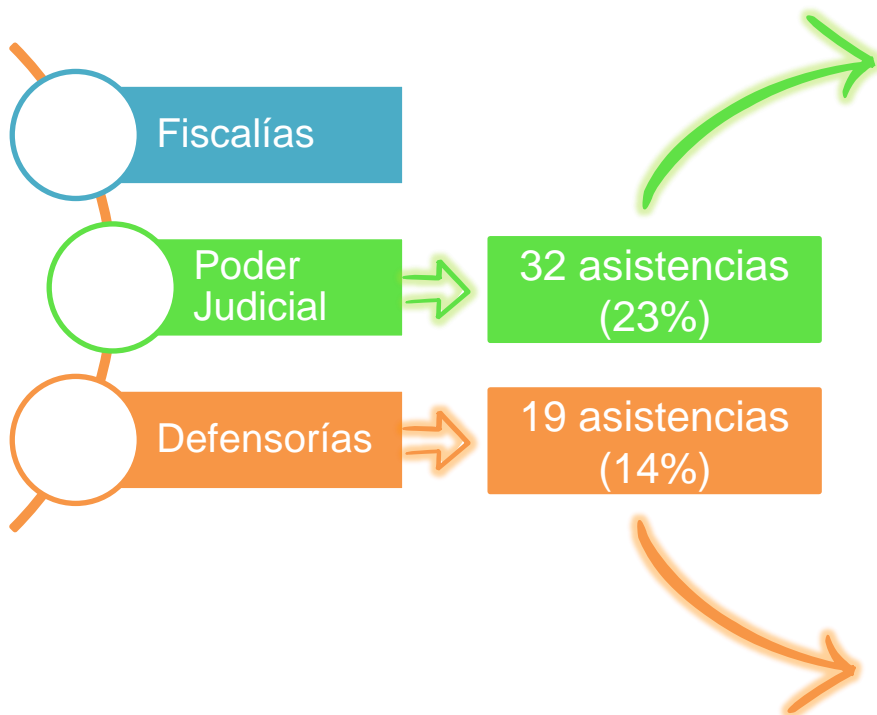 Fiscalías
Poder
Judicial
32 asistencias
(23%)
Defensorías
19 asistencias
(14%)